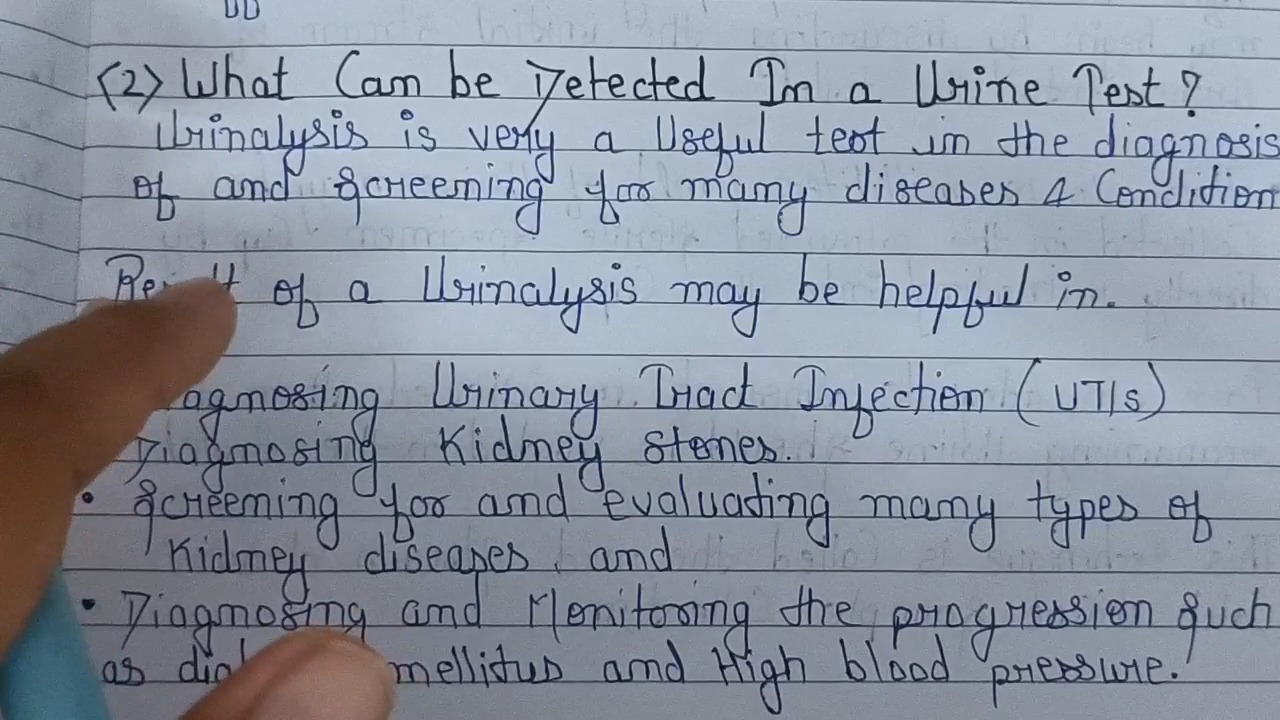 (2) What Can be Detected In a Urine Test?
Urinalysis is very a Useful test in the diagnosis
of and screening for many diseases & Condition
of a Urinalysis may be helpful in.
Urinary Tract Infection (UTIs)
Diagnosing Kidney stones.
• Screening for and evaluating many types of
Kidney diseases, and
• Diagnosing and Monitoring the progression such
as mellitus and High blood pressure.